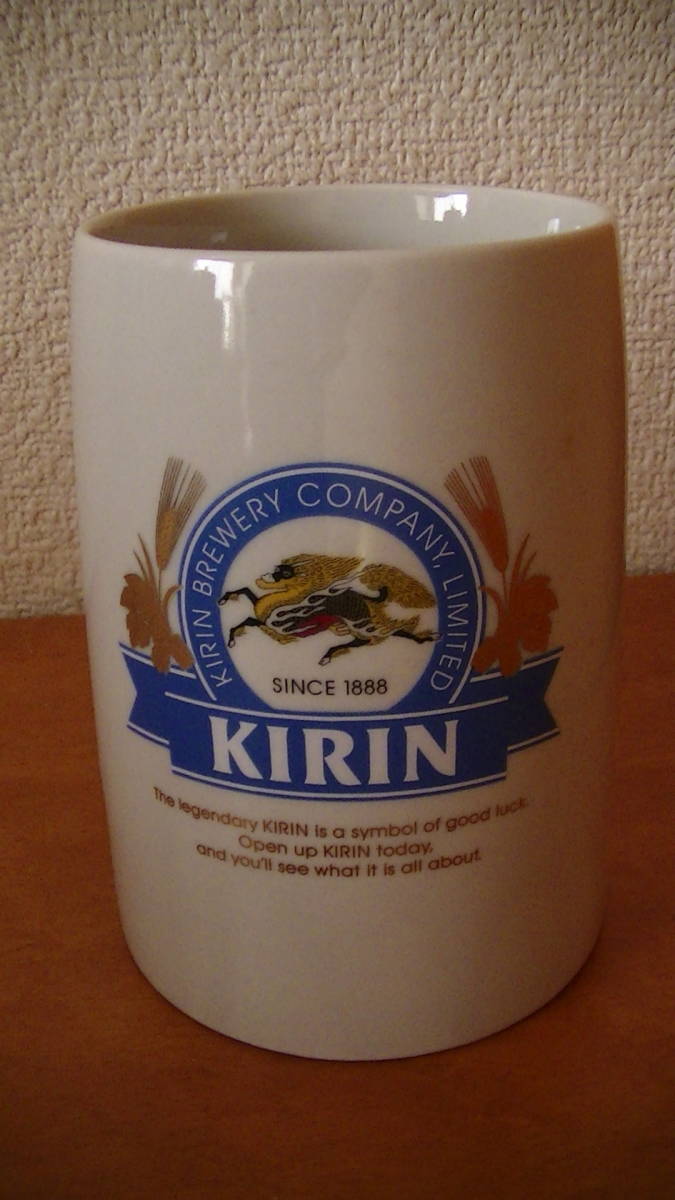 KIRIN BREWERY COMPANY, LIMITED
SINCE 1888
KIRIN
The legendary KIRIN is a symbol of good luck.
Open up KIRIN today,
and you'll see what it is all about.